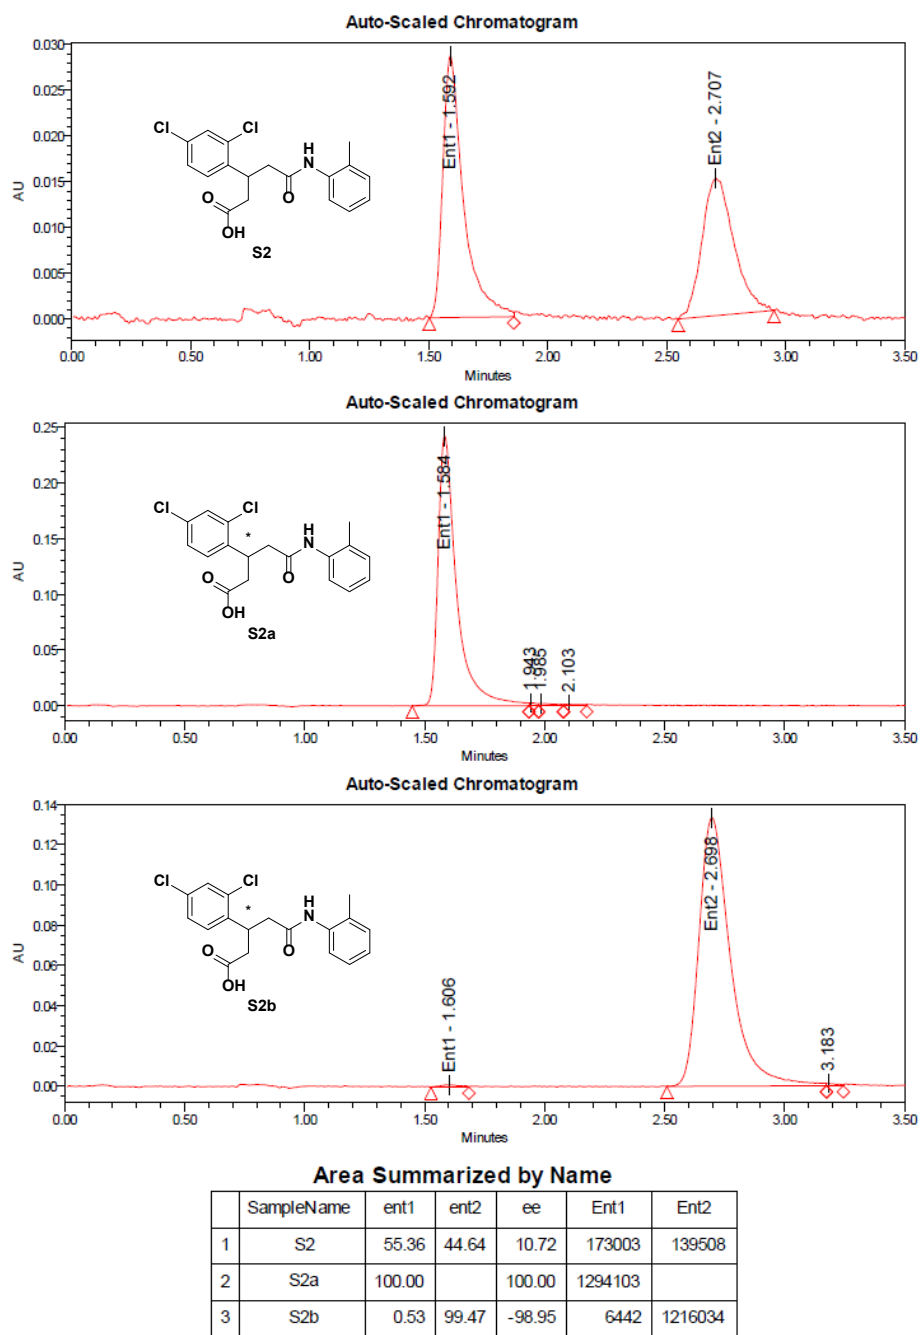 Auto-Scaled Chromatogram
0.030
0.025
0.020
0.015
0.010
0.005
0.000
AU
Ent1 - 1.592
Ent2 - 2.707
Cl
Cl
H
N
O
O
OH
S2
0.00 0.50 1.00 1.50 2.00 2.50 3.00 3.50
Minutes
Auto-Scaled Chromatogram
0.25
0.20
0.15
0.10
0.05
0.00
AU
Ent1 - 1.584
1.943
1.985
2.103
Cl
Cl
*
H
N
O
O
OH
S2a
0.00 0.50 1.00 1.50 2.00 2.50 3.00 3.50
Minutes
Auto-Scaled Chromatogram
0.14
0.12
0.10
0.08
0.06
0.04
0.02
0.00
AU
Ent1 - 1.606
Ent2 - 2.698
3.183
Cl
Cl
*
H
N
O
O
OH
S2b
0.00 0.50 1.00 1.50 2.00 2.50 3.00 3.50
Minutes
Area Summarized by Name
SampleName ent1 ent2 ee Ent1 Ent2
1 S2 55.36 44.64 10.72 173003 139508
2 S2a 100.00 100.00 1294103
3 S2b 0.53 99.47 -98.95 6442 1216034